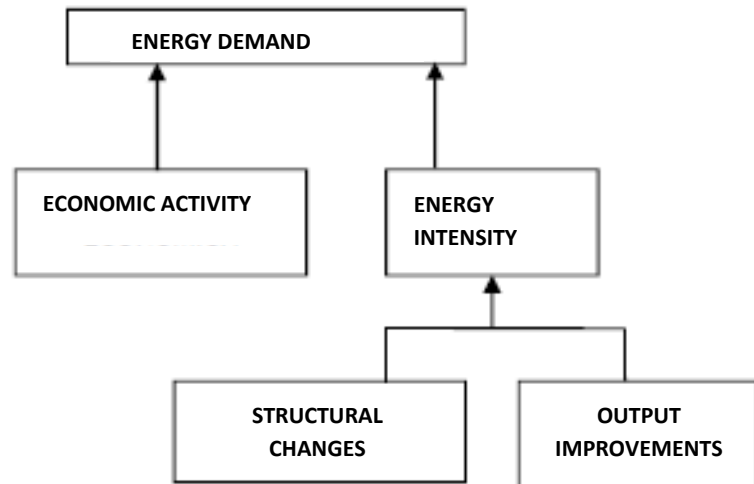 ENERGY DEMAND
ECONOMIC ACTIVITY
ENERGY
INTENSITY
STRUCTURAL
CHANGES
OUTPUT
IMPROVEMENTS